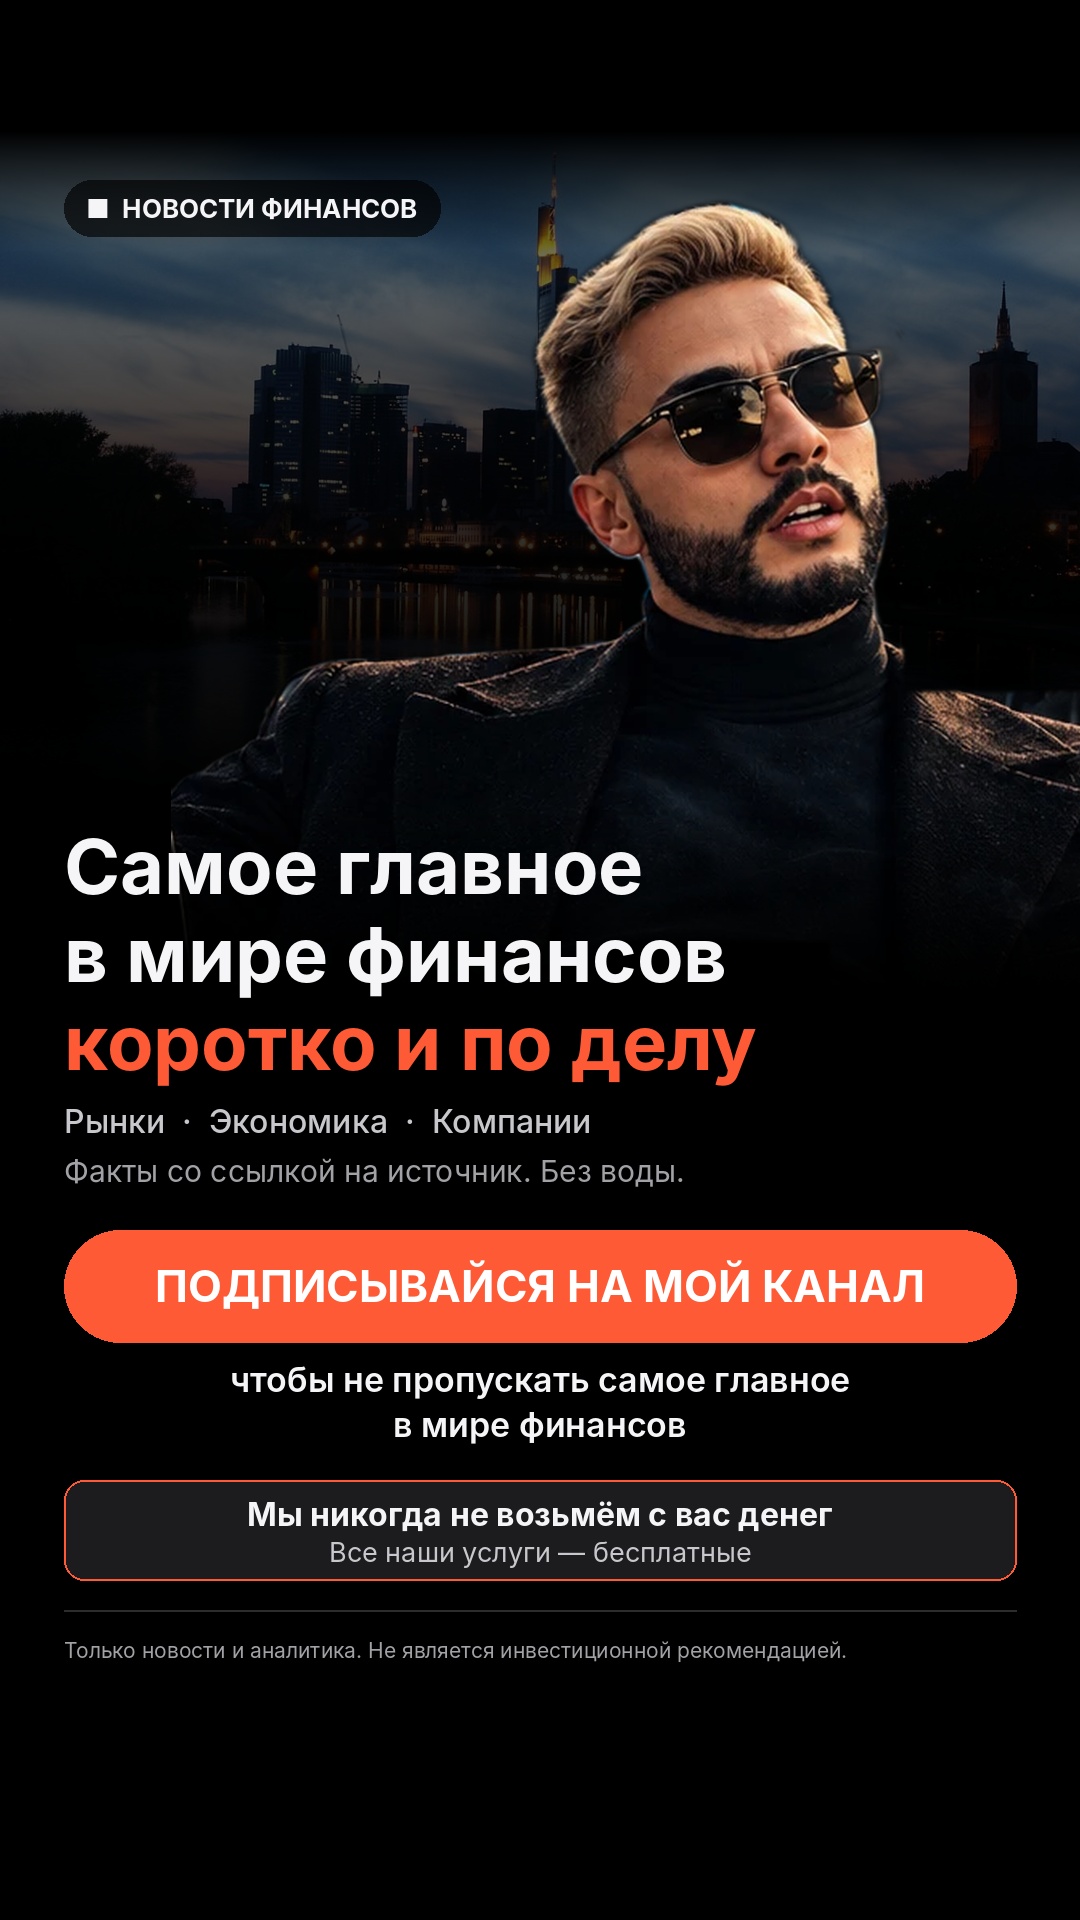 НОВОСТИ ФИНАНСОВ
Самое главное
в мире финансов
коротко и по делу
Рынки · Экономика · Компании
Факты со ссылкой на источник. Без воды.
ПОДПИСЫВАЙСЯ НА МОЙ КАНАЛ
чтобы не пропускать самое главное
в мире финансов
Мы никогда не возьмём с вас денег
Все наши услуги — бесплатные
Только новости и аналитика. Не является инвестиционной рекомендацией.